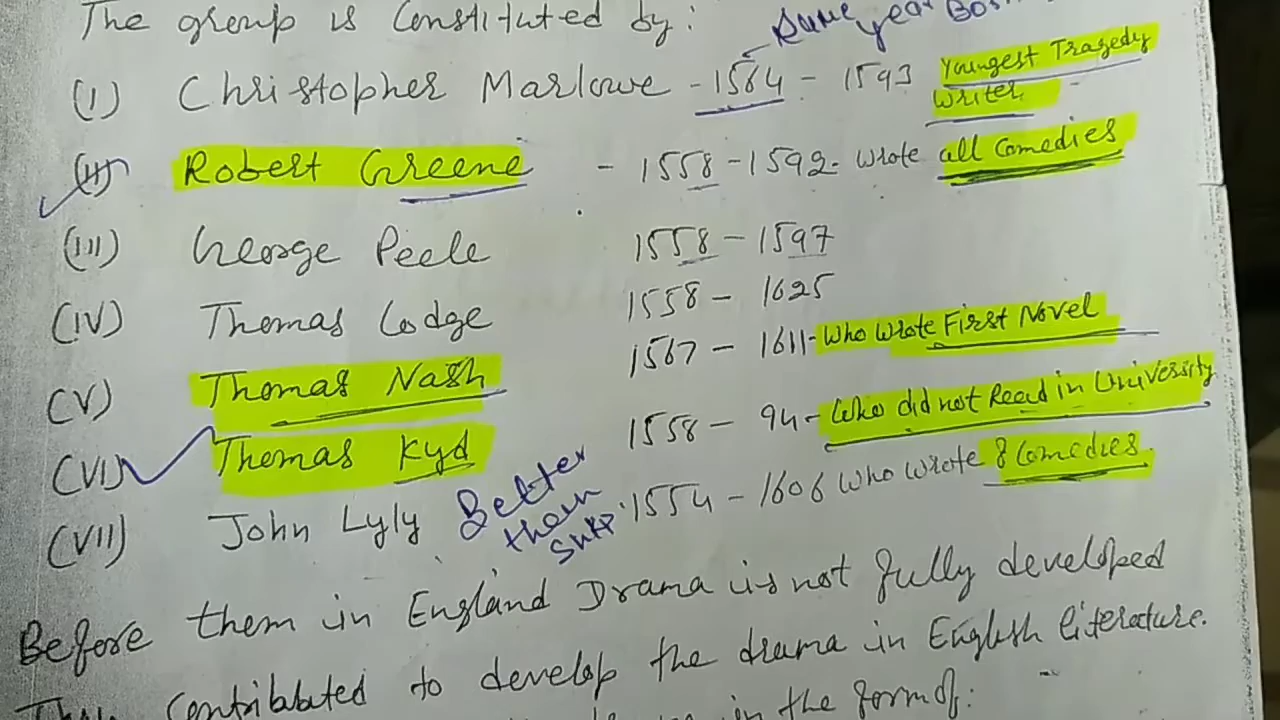 The group is Constituted by:
Same year Bo
(I) Christopher Marlowe - 1564 - 1593 Youngest Tragedy
Writer
(II) Robert Greene - 1558-1592- wrote all Comedies
(III) George Peele 1558-1597
(IV) Thomas Lodge 1558- 1625
(V) Thomas Nash 1567 - 1611- who wrote First Novel
(VI) Thomas Kyd 1558- 94- Who did not Read in University
(VII) John Lyly 1554 - 1606 who wrote 8 Comedies.
Better
then
Before them in England Drama is not fully developed
contributed to develop the drama in English literature.
in the form of: